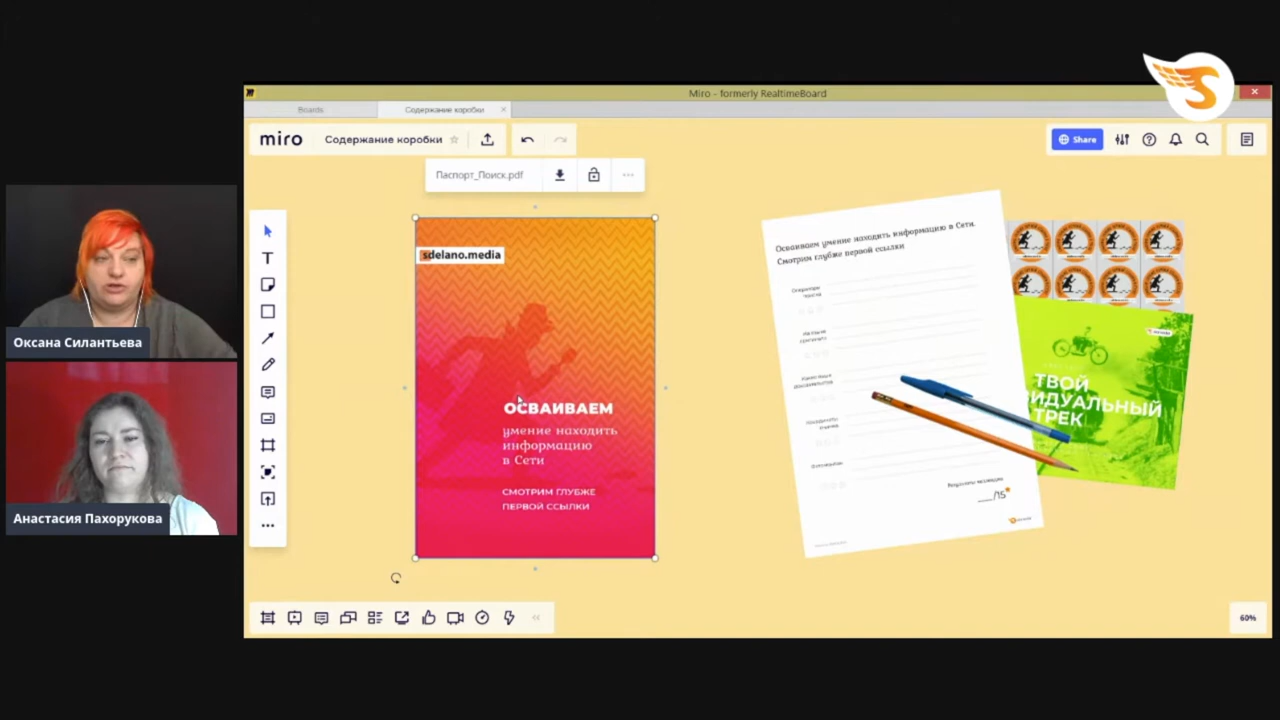 Miro - formerly RealtimeBoard
Boards
Содержание коробки
miro
Содержание коробки
Share
Паспорт_Поиск.pdf
sdelano.media
ОСВАИВАЕМ
умение находить
информацию
в Сети
СМОТРИМ ГЛУБЖЕ
ПЕРВОЙ ССЫЛКИ
Осваиваем умение находить информацию в Сети.
Смотрим глубже первой ссылки
/15
ТВОЙ
ИДУАЛЬНЫЙ
ТРЕК
Оксана Силантьева
Анастасия Пахорукова
60%